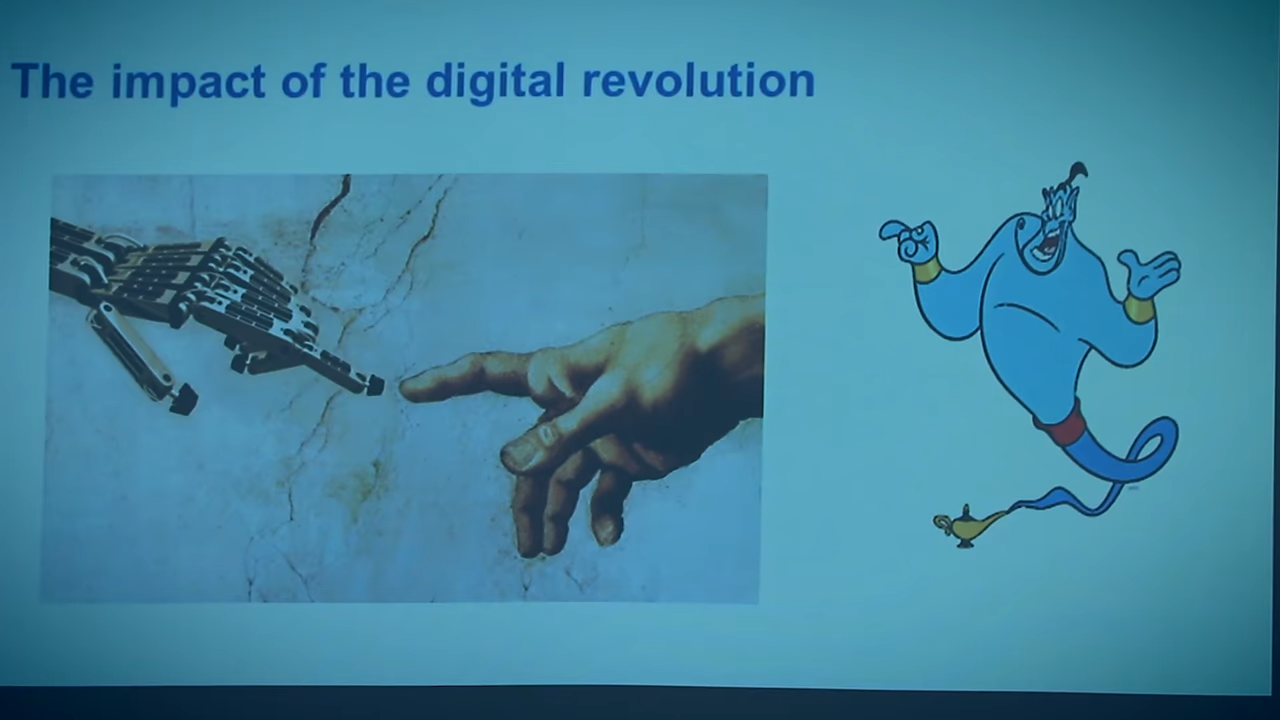 The impact of the digital revolution